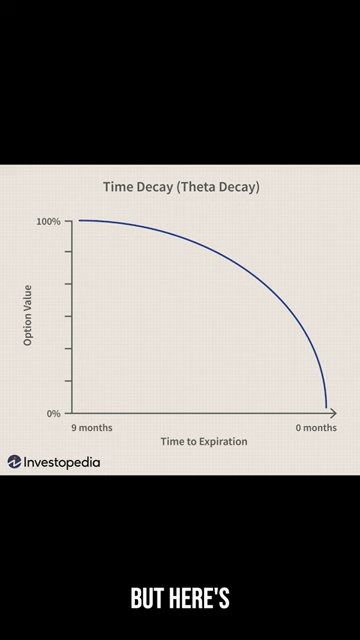 Time Decay (Theta Decay)
100%
Option Value
0%
9 months
0 months
Time to Expiration
Investopedia
BUT HERE'S